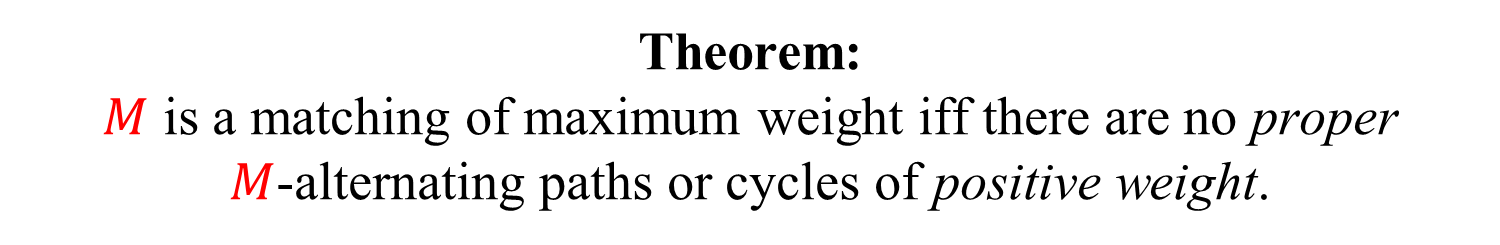 Theorem:
M is a matching of maximum weight iff there are no proper
M-alternating paths or cycles of positive weight.